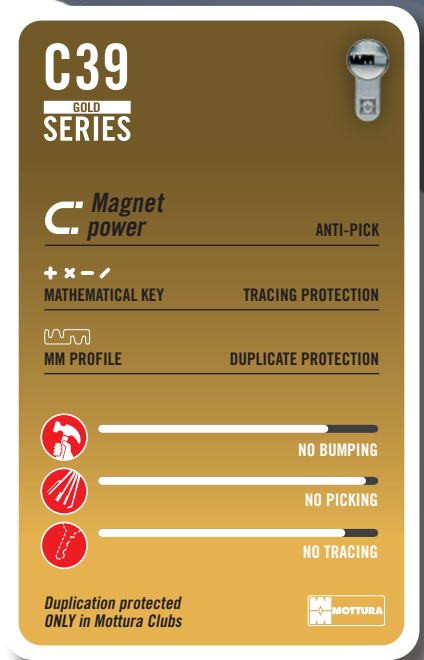 C39
GOLD
SERIES
Magnet
power
ANTI-PICK
MATHEMATICAL KEY TRACING PROTECTION
MM PROFILE DUPLICATE PROTECTION
NO BUMPING
NO PICKING
NO TRACING
Duplication protected
ONLY in Mottura Clubs
MOTTURA